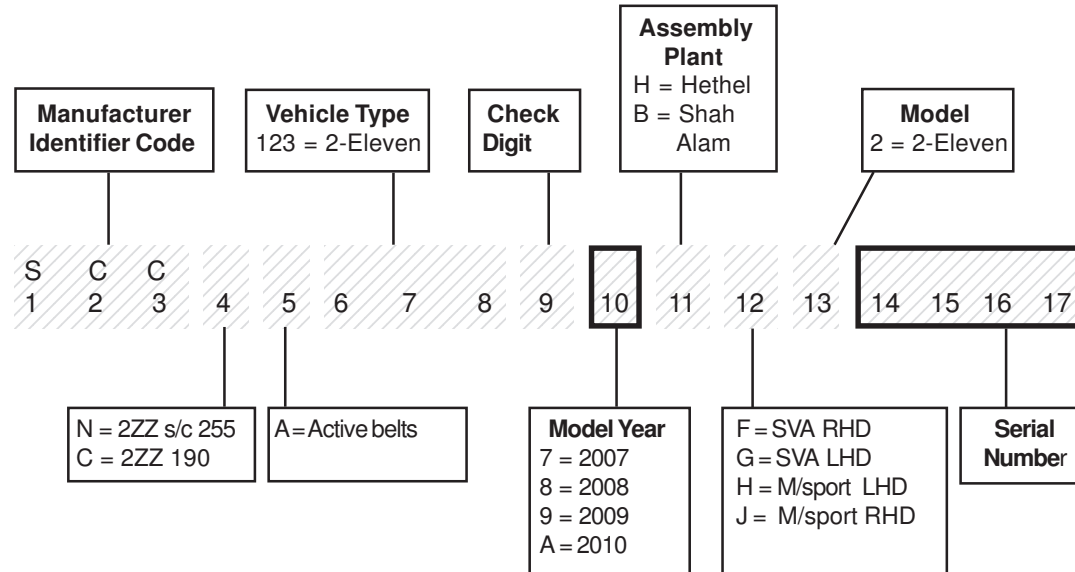 Assembly
Plant
H = Hethel
B = Shah
Alam
Manufacturer
Identifier Code
Vehicle Type
123 = 2-Eleven
Check
Digit
Model
2 = 2-Eleven
S C C
1 2 3 4 5 6 7 8 9 10 11 12 13 14 15 16 17
N = 2ZZ s/c 255
C = 2ZZ 190
A = Active belts
Model Year
7 = 2007
8 = 2008
9 = 2009
A = 2010
F = SVA RHD
G = SVA LHD
H = M/sport LHD
J = M/sport RHD
Serial
Number